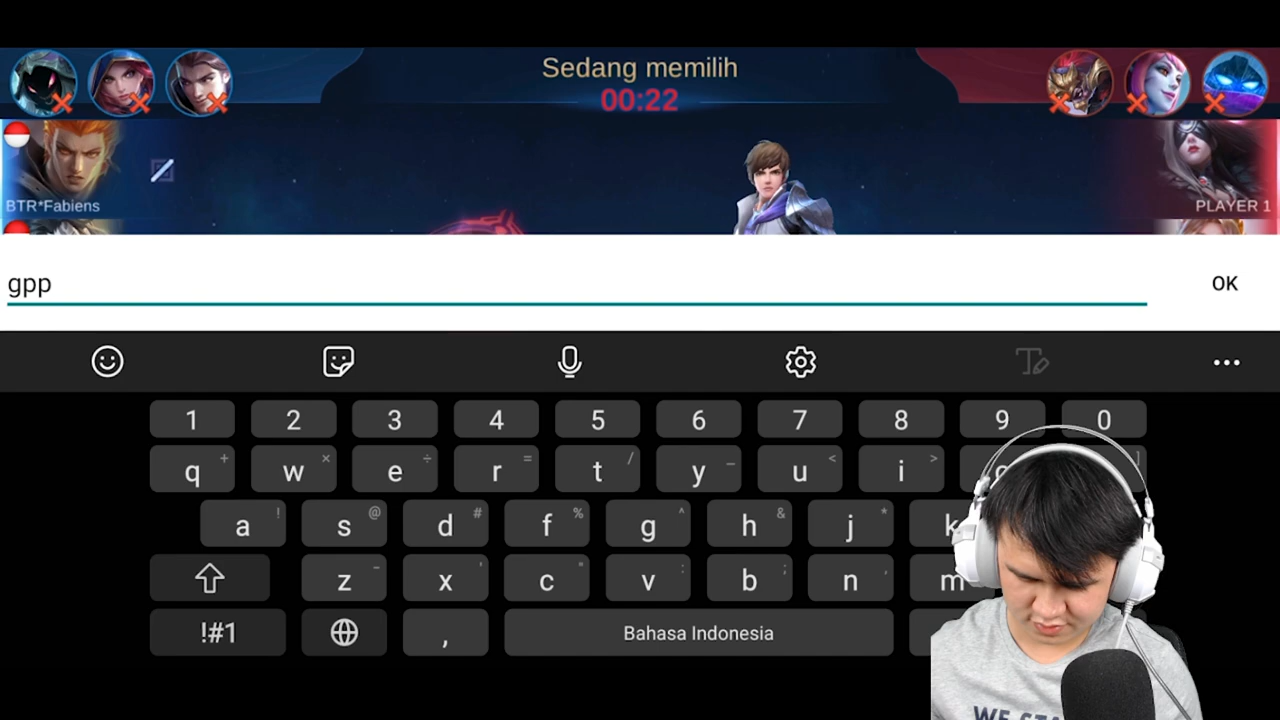 Sedang memilih
00:22
BTR*Fabiens
PLAYER 1
gpp
OK
1 2 3 4 5 6 7 8 9 0
q + w × e ÷ r = t / y _ u < i > ]
a ! s @ d # f % g ^ h & j * k
z - x ' c " v : b ; n , m
!#1 , Bahasa Indonesia
WE